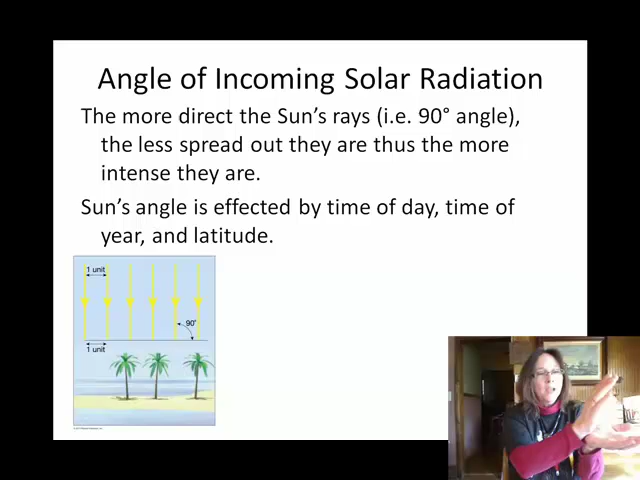 Angle of Incoming Solar Radiation
The more direct the Sun's rays (i.e. 90° angle),
the less spread out they are thus the more
intense they are.
Sun's angle is effected by time of day, time of
year, and latitude.
1 unit
90°
1 unit